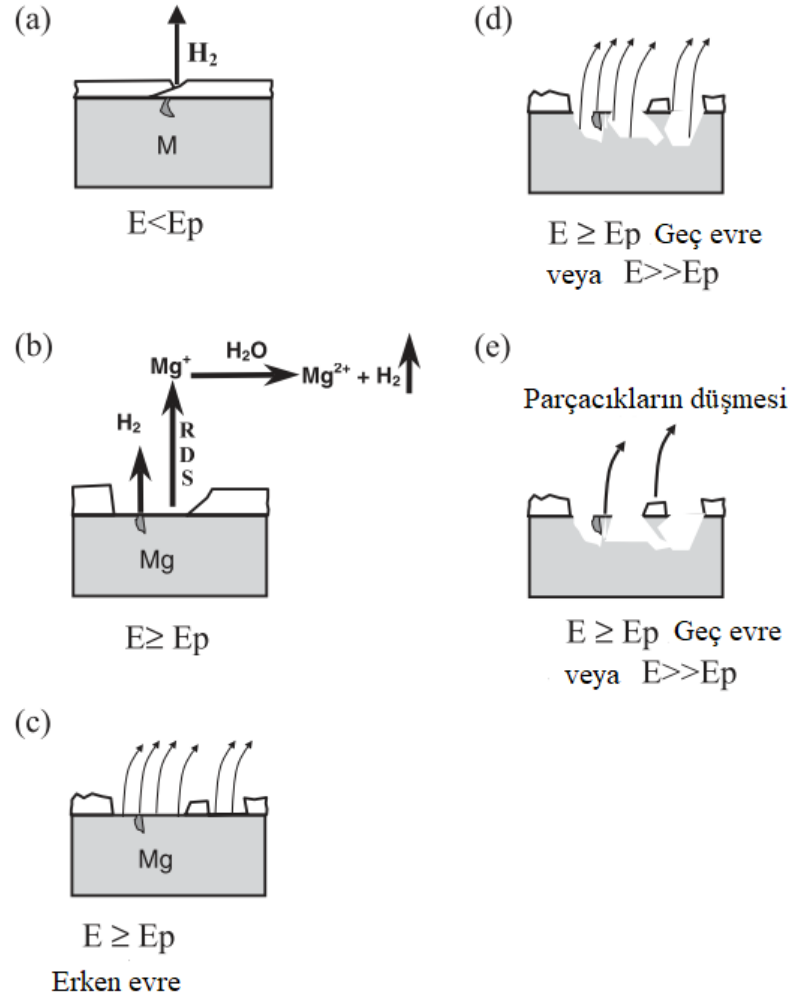 (a)
H₂
M
E<Ep
(b)
Mg⁺
H₂O
Mg²⁺ + H₂
H₂
R
D
S
Mg
E≥ Ep
(c)
Mg
E ≥ Ep
Erken evre
(d)
E ≥ Ep Geç evre
veya E>>Ep
(e)
Parçacıkların düşmesi
E ≥ Ep Geç evre
veya E>>Ep